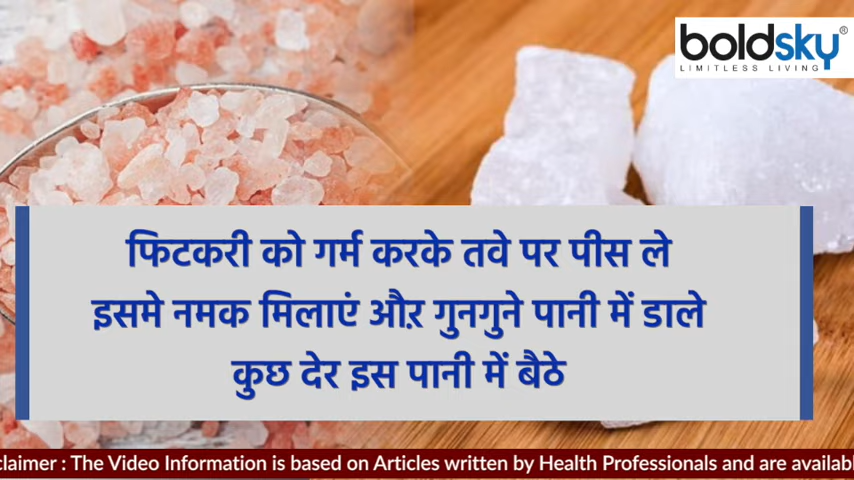 boldsky®
LIMITLESS LIVING
फिटकरी को गर्म करके तवे पर पीस ले
इसमे नमक मिलाएं और गुनगुने पानी में डाले
कुछ देर इस पानी में बैठे
claimer : The Video Information is based on Articles written by Health Professionals and are availabl